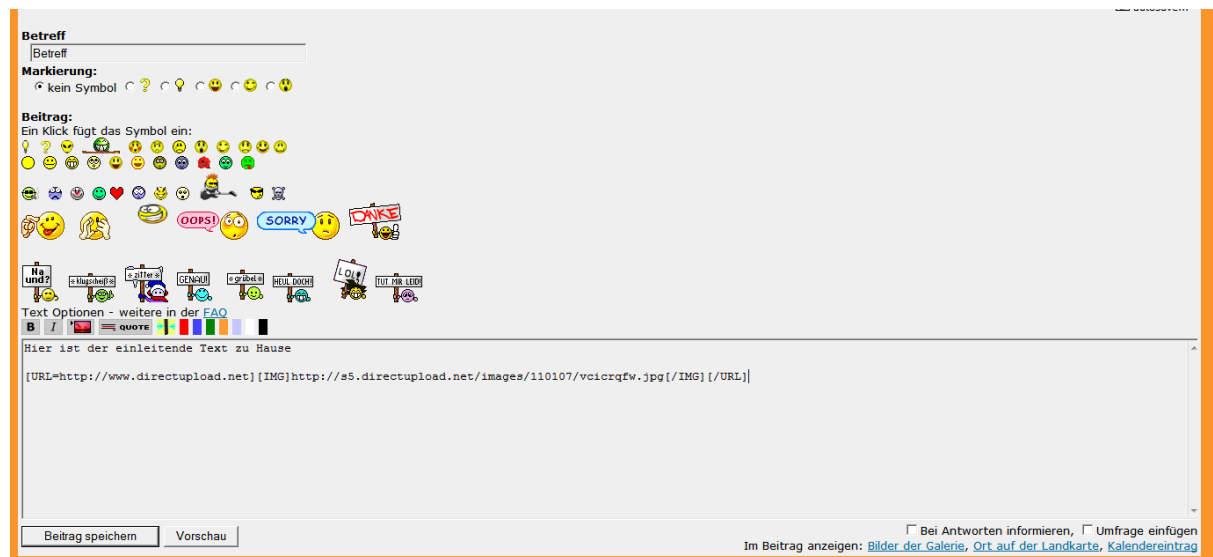 Betreff
Betreff
Markierung:
kein Symbol
Beitrag:
Ein Klick fügt das Symbol ein:
OOPS! SORRY DANKE
Na und? *klugscheiß* *zitter* GENAU! *grübel* HEUL DOCH! LOL! TUT MIR LEID!
Text Optionen - weitere in der FAQ
B I QUOTE
Hier ist der einleitende Text zu Hause
[URL=http://www.directupload.net][IMG]http://s5.directupload.net/images/110107/vcicrqfw.jpg[/IMG][/URL]
Beitrag speichern Vorschau Bei Antworten informieren, Umfrage einfügen
Im Beitrag anzeigen: Bilder der Galerie, Ort auf der Landkarte, Kalendereintrag